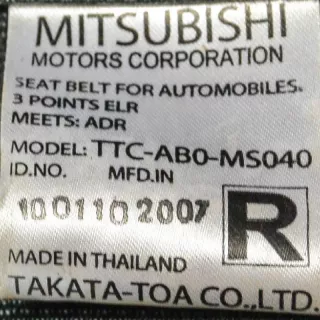 MITSUBISHI
MOTORS CORPORATION
SEAT BELT FOR AUTOMOBILES.
3 POINTS ELR
MEETS: ADR
MODEL: TTC-AB0-MS040
ID.NO. MFD.IN
100110 2007 R
MADE IN THAILAND
TAKATA-TOA CO.,LTD.